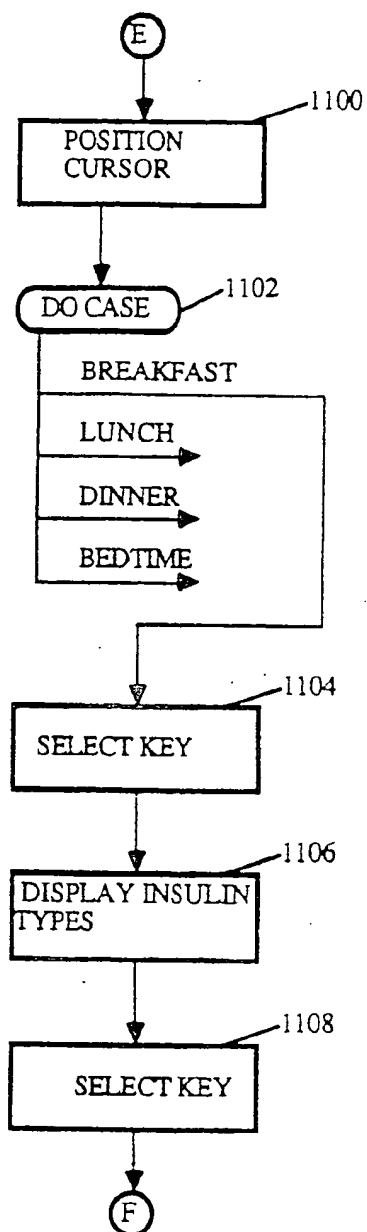 E
1100
POSITION
CURSOR
1102
DO CASE
BREAKFAST
LUNCH
DINNER
BEDTIME
1104
SELECT KEY
1106
DISPLAY INSULIN
TYPES
1108
SELECT KEY
F